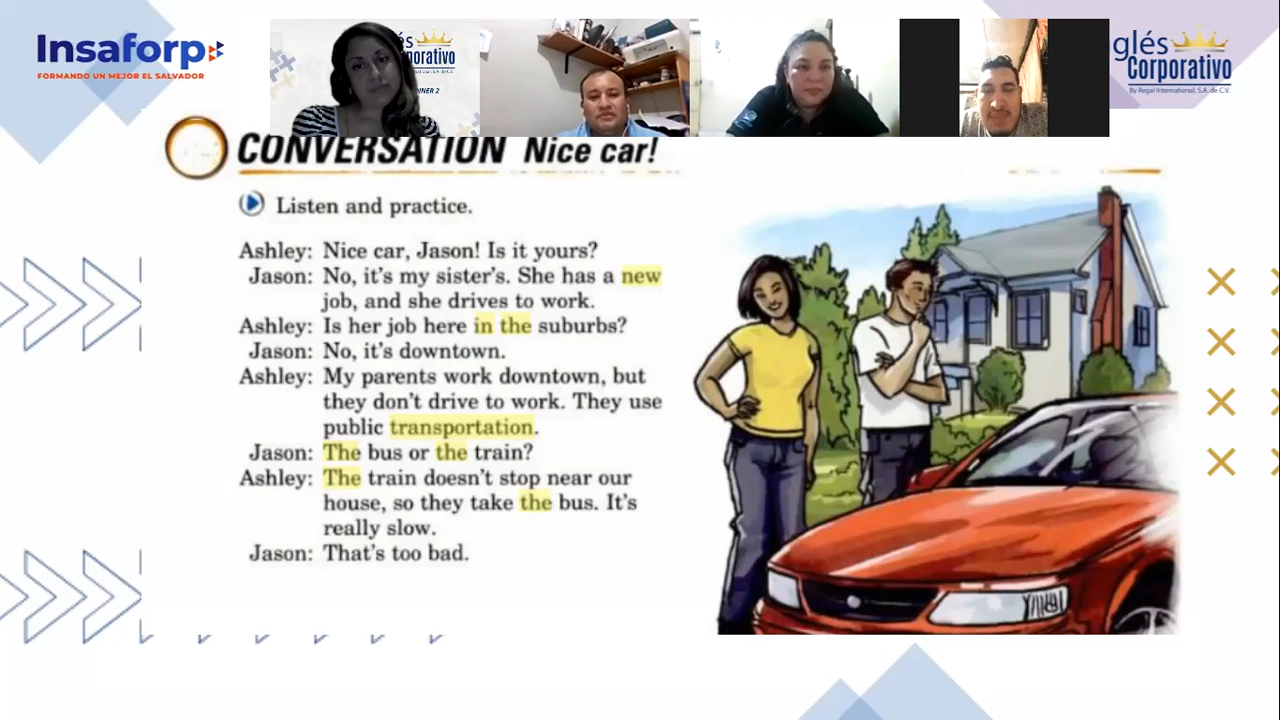 Insaforp
FORMANDO UN MEJOR EL SALVADOR
glés
Corporativo
By Regal International, S.A. de C.V.
CONVERSATION Nice car!
Listen and practice.
Ashley: Nice car, Jason! Is it yours?
Jason: No, it's my sister's. She has a new
job, and she drives to work.
Ashley: Is her job here in the suburbs?
Jason: No, it's downtown.
Ashley: My parents work downtown, but
they don't drive to work. They use
public transportation.
Jason: The bus or the train?
Ashley: The train doesn't stop near our
house, so they take the bus. It's
really slow.
Jason: That's too bad.